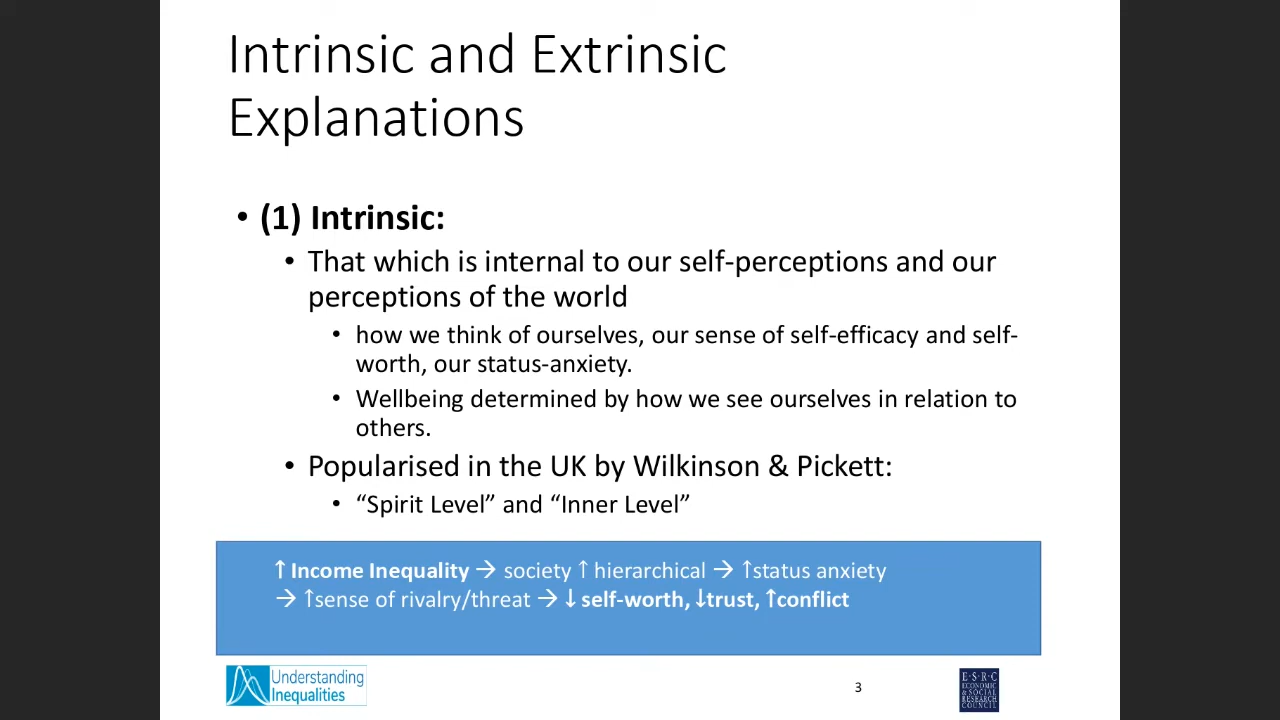 Intrinsic and Extrinsic
Explanations
• (1) Intrinsic:
• That which is internal to our self-perceptions and our
perceptions of the world
• how we think of ourselves, our sense of self-efficacy and self-
worth, our status-anxiety.
• Wellbeing determined by how we see ourselves in relation to
others.
• Popularised in the UK by Wilkinson & Pickett:
• “Spirit Level” and “Inner Level”
↑ Income Inequality → society ↑ hierarchical → ↑status anxiety
→ ↑sense of rivalry/threat → ↓ self-worth, ↓trust, ↑conflict
Understanding
Inequalities
3
E·S·R·C
ECONOMIC
& SOCIAL
RESEARCH
COUNCIL